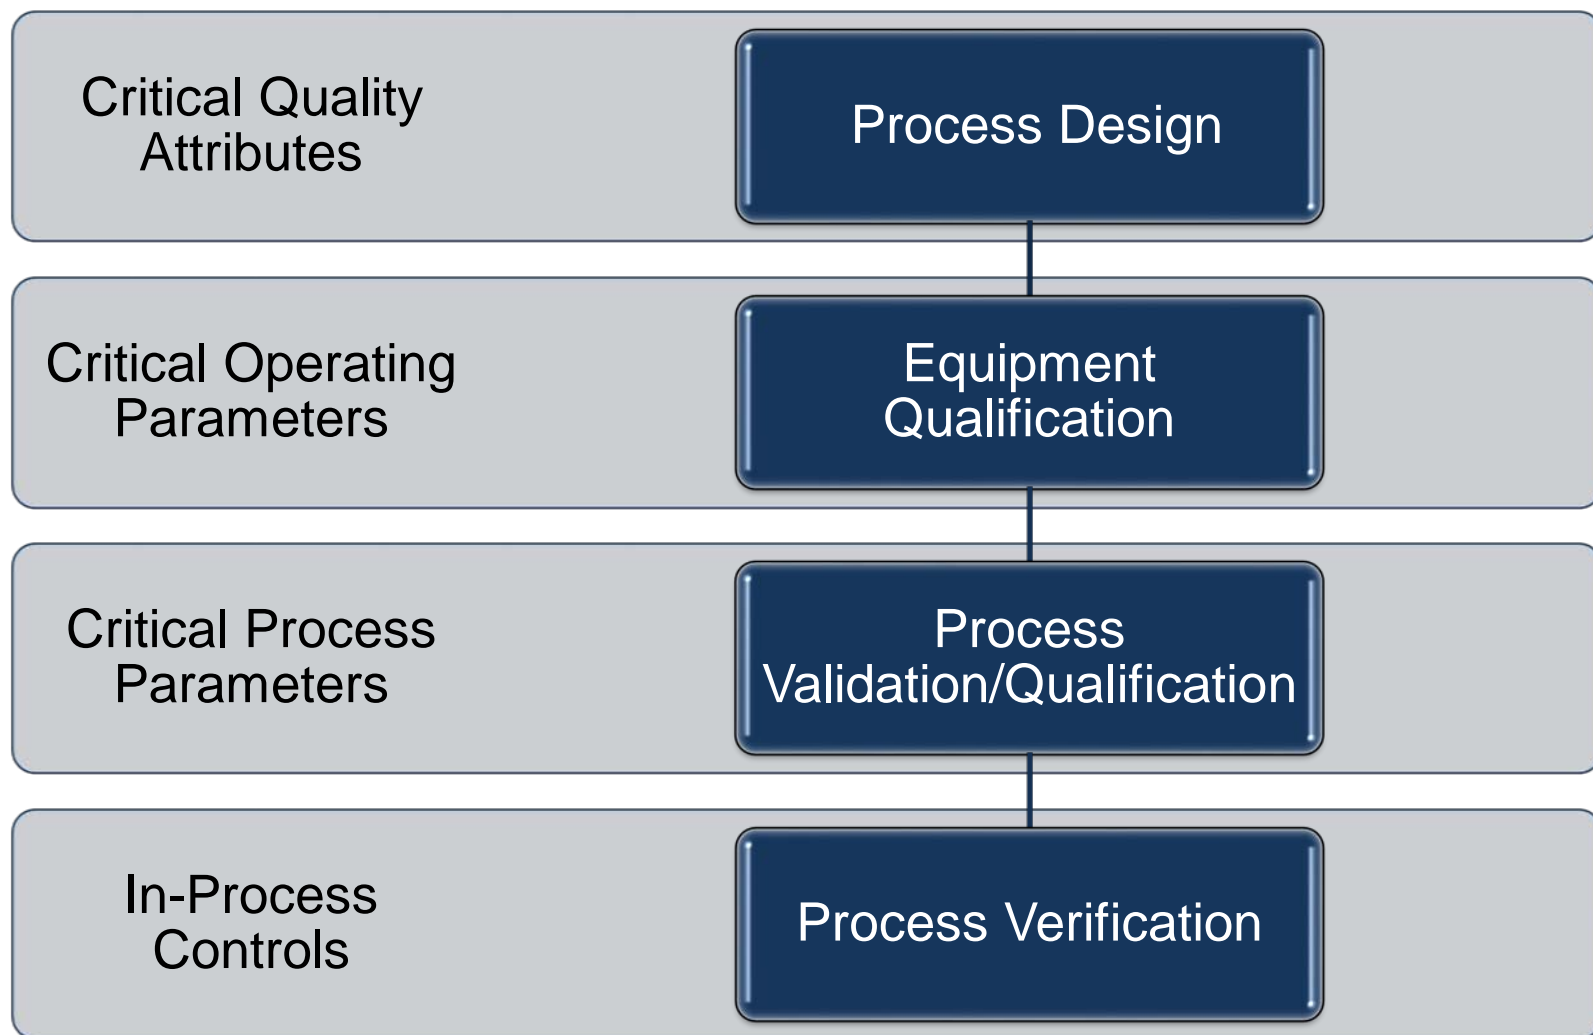 Critical Quality
Attributes
Process Design
Critical Operating
Parameters
Equipment
Qualification
Critical Process
Parameters
Process
Validation/Qualification
In-Process
Controls
Process Verification